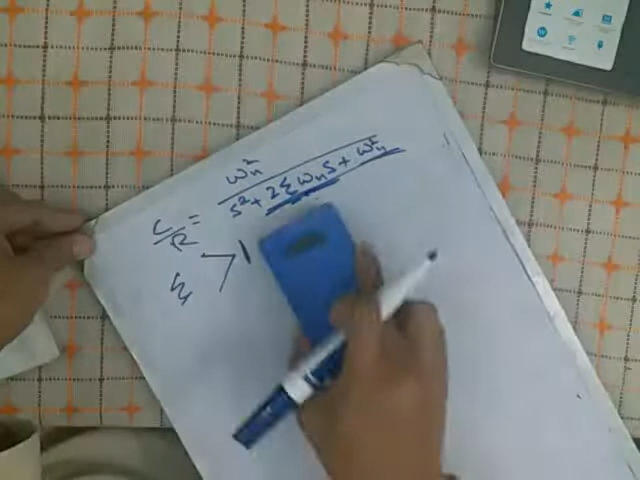 C/R = ωn² / s² + 2ξωns + ωn²
ξ > 1